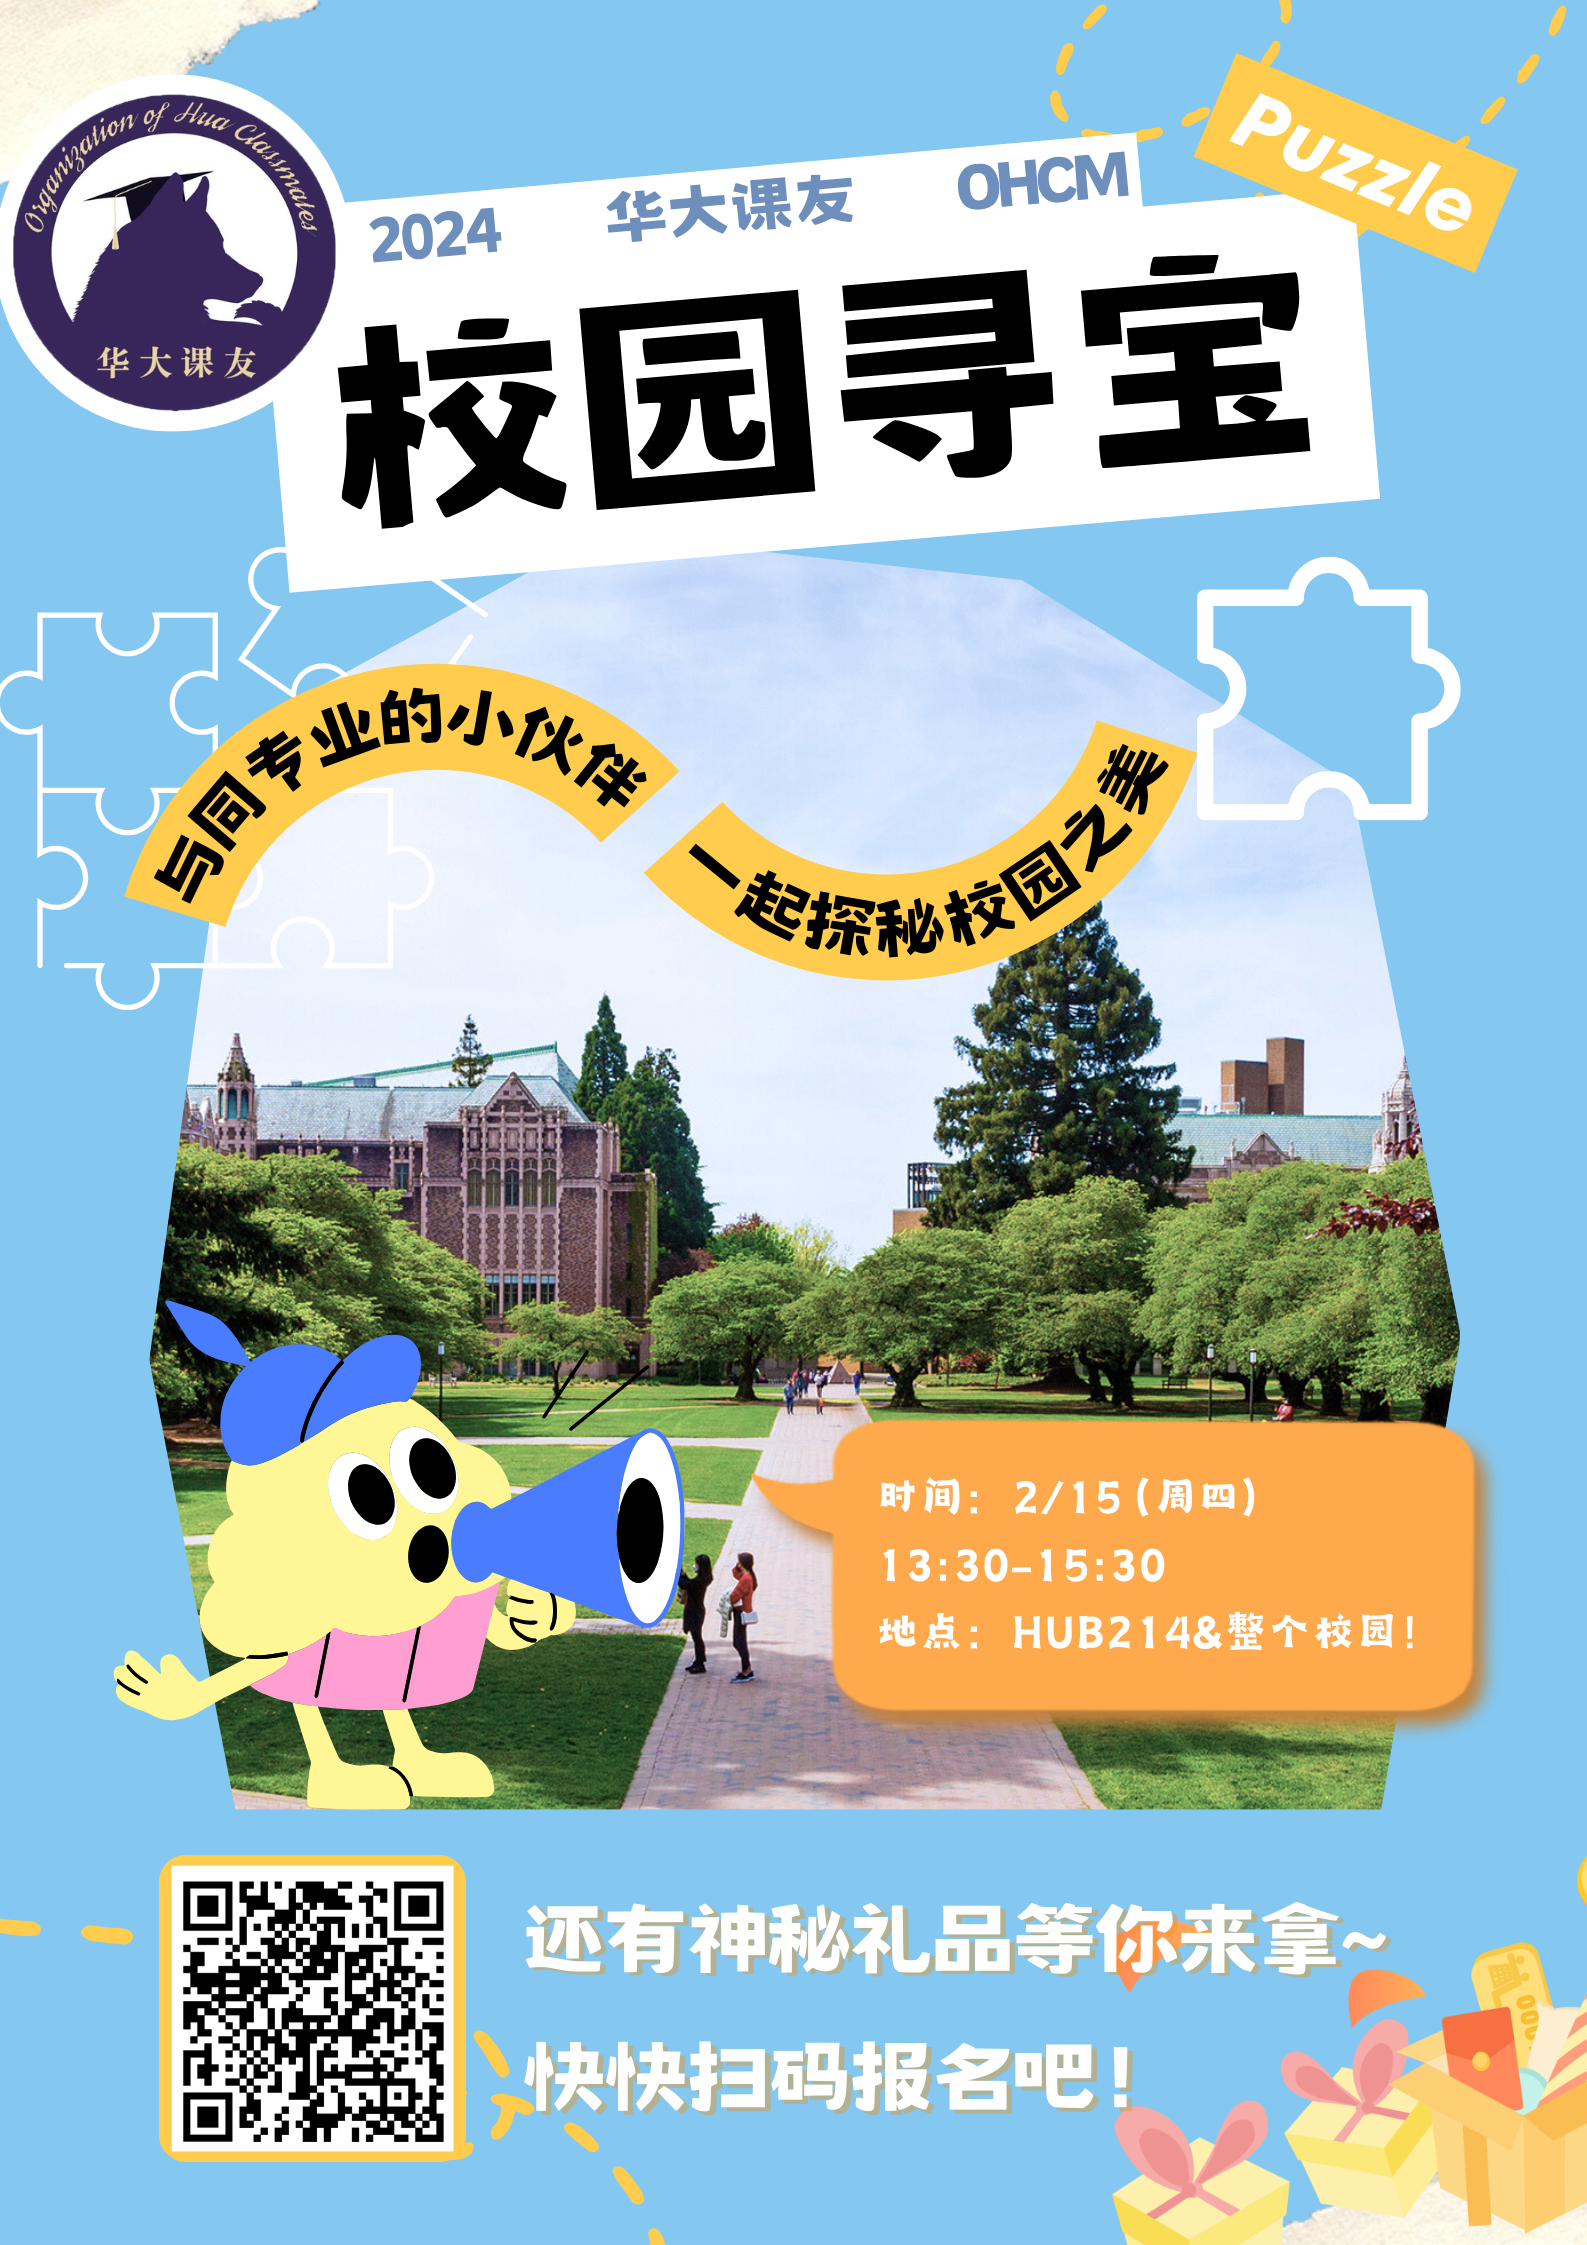 Organization of Hua Classmates
华大课友
Puzzle
2024 华大课友 OHCM
校园寻宝
与同专业的小伙伴
一起探秘校园之美
时间：2/15(周四)
13:30-15:30
地点：HUB214&整个校园！
还有神秘礼品等你来拿~
快快扫码报名吧！